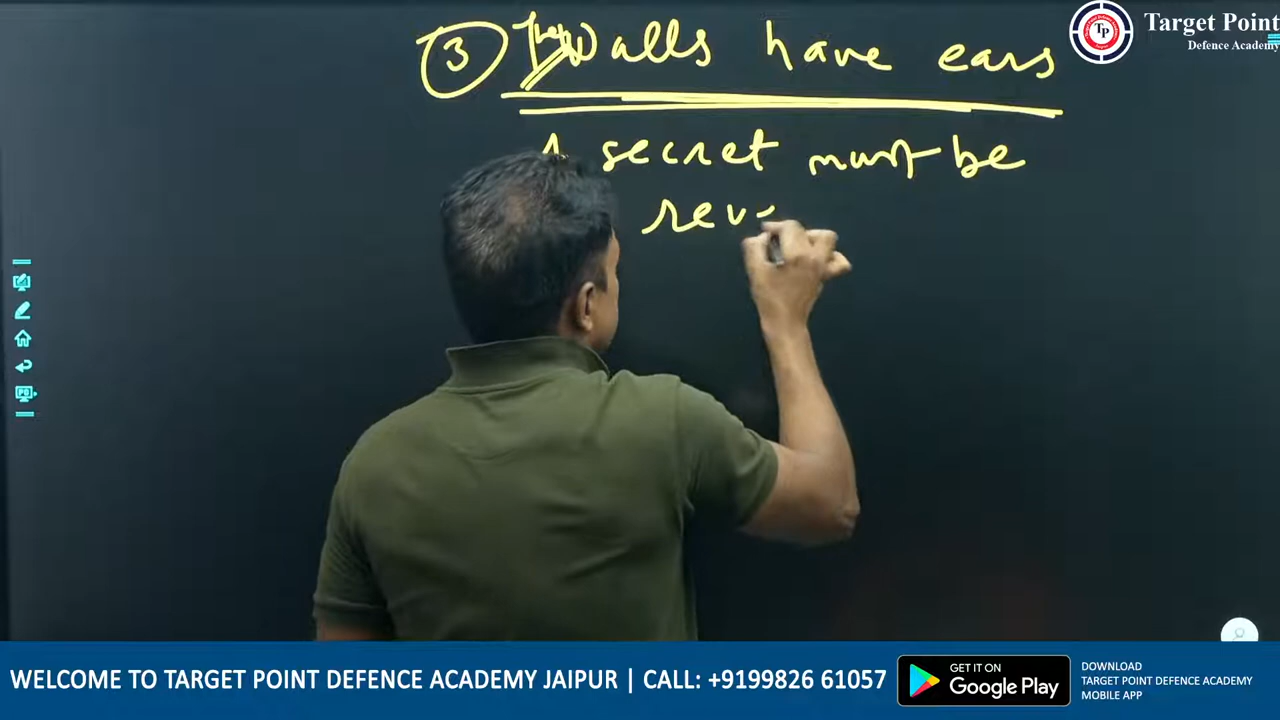 Target Point
Defence Academy
TP
3 Walls have ears
A secret must be
rev
WELCOME TO TARGET POINT DEFENCE ACADEMY JAIPUR | CALL: +9199826 61057
GET IT ON
Google Play
DOWNLOAD
TARGET POINT DEFENCE ACADEMY
MOBILE APP